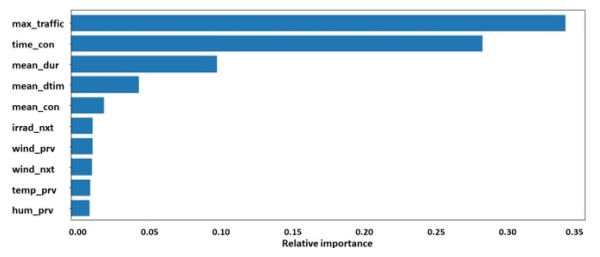 max_traffic
time_con
mean_dur
mean_dtim
mean_con
irrad_nxt
wind_prv
wind_nxt
temp_prv
hum_prv
0.00 0.05 0.10 0.15 0.20 0.25 0.30 0.35
Relative importance